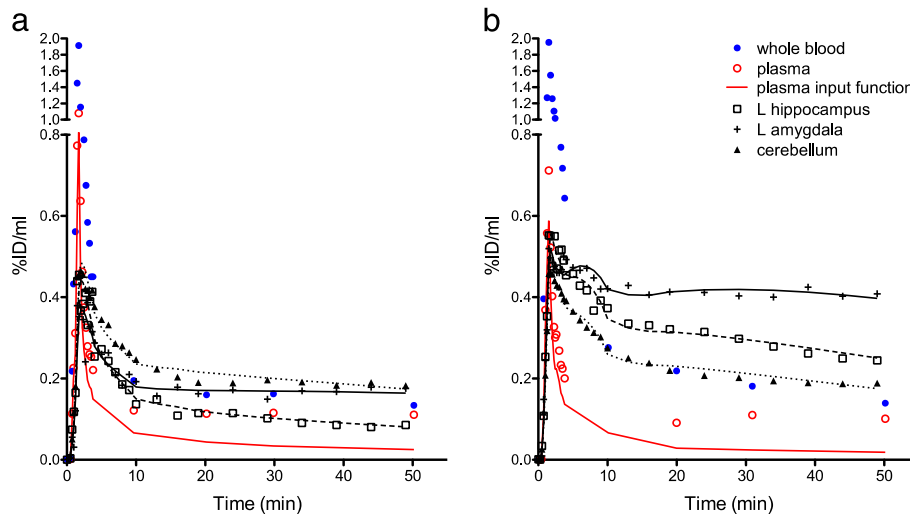 a
b
2.0
1.8
1.6
1.4
1.2
1.0
0.8
0.6
0.4
0.2
0.0
%ID/ml
0 10 20 30 40 50
Time (min)
2.0
1.8
1.6
1.4
1.2
1.0
0.8
0.6
0.4
0.2
0.0
%ID/ml
0 10 20 30 40 50
Time (min)
whole blood
plasma
plasma input function
L hippocampus
L amygdala
cerebellum